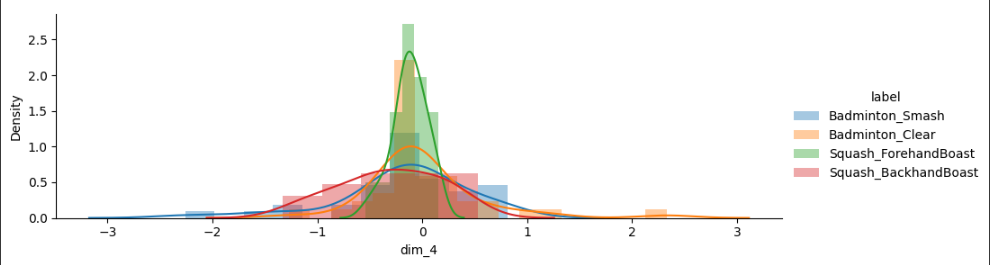 2.5
2.0
1.5
1.0
0.5
0.0
Density
−3 −2 −1 0 1 2 3
dim_4
label
Badminton_Smash
Badminton_Clear
Squash_ForehandBoast
Squash_BackhandBoast